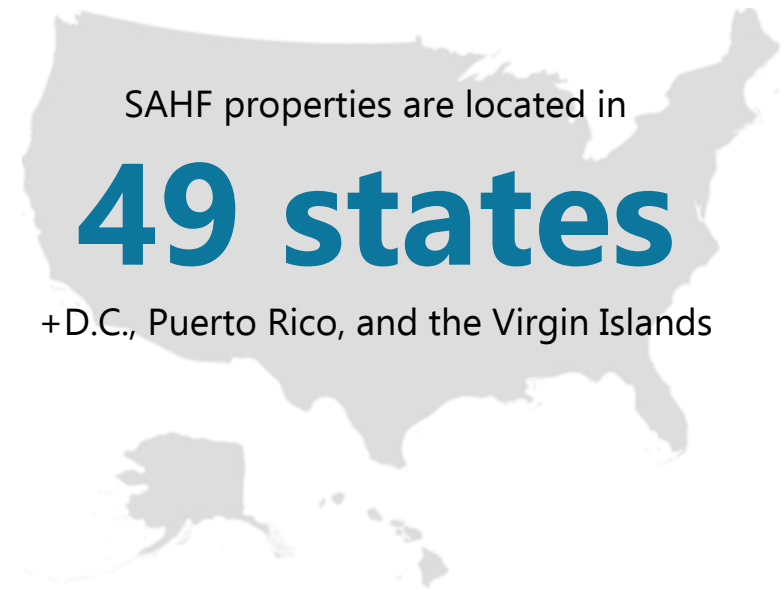 SAHF properties are located in
49 states
+D.C., Puerto Rico, and the Virgin Islands